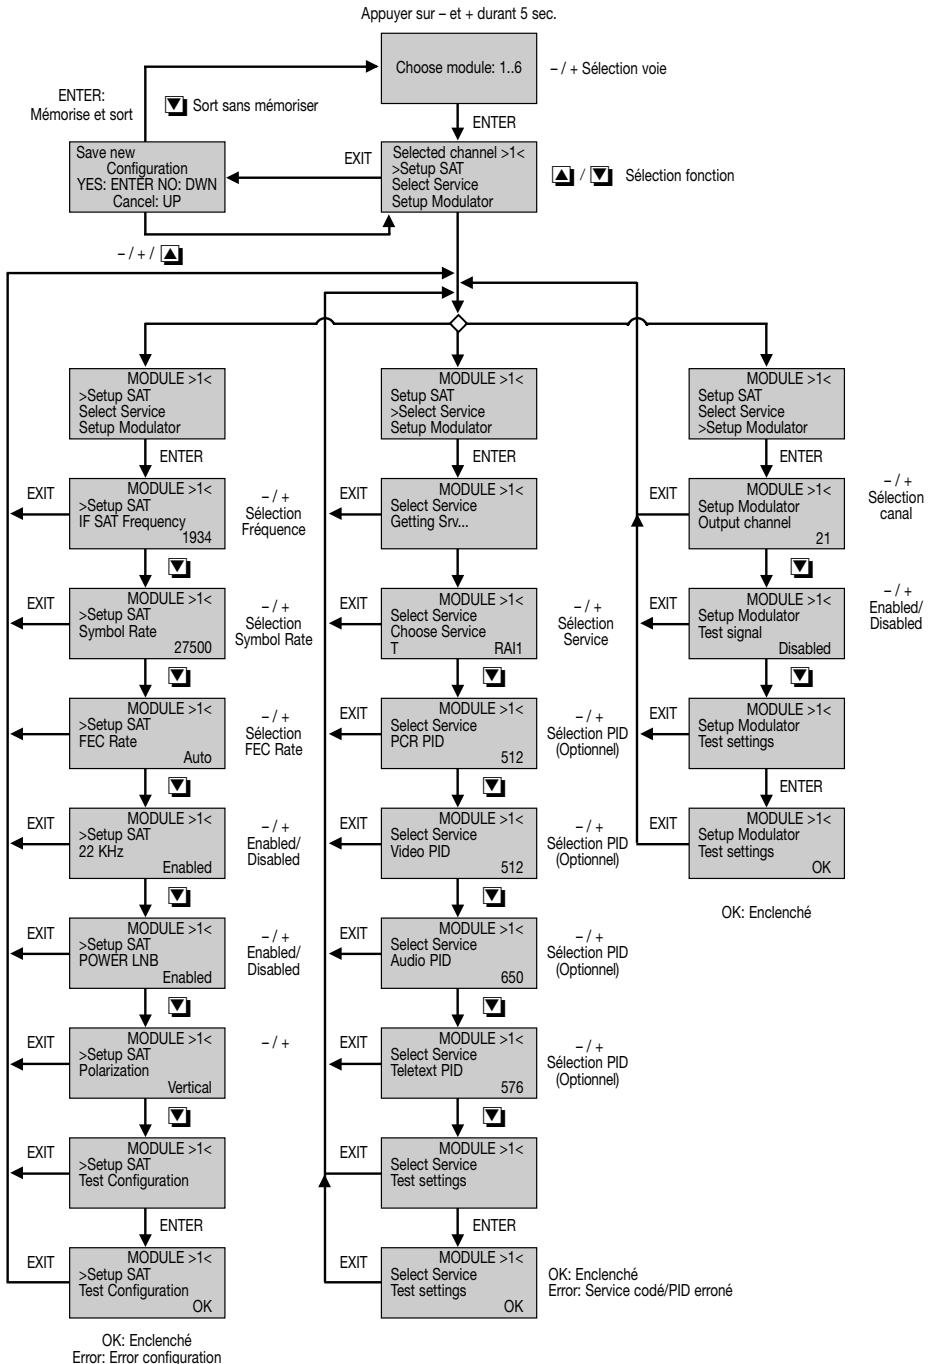 Appuyer sur – et + durant 5 sec.
Choose module: 1..6
– / + Sélection voie
ENTER:
Mémorise et sort
Sort sans mémoriser
ENTER
Save new
Configuration
YES: ENTER NO: DWN
Cancel: UP
EXIT
Selected channel >1<
>Setup SAT
Select Service
Setup Modulator
/ Sélection fonction
– / + /
MODULE >1<
>Setup SAT
Select Service
Setup Modulator
ENTER
EXIT
MODULE >1<
>Setup SAT
IF SAT Frequency
1934
– / +
Sélection
Fréquence
EXIT
MODULE >1<
>Setup SAT
Symbol Rate
27500
– / +
Sélection
Symbol Rate
EXIT
MODULE >1<
>Setup SAT
FEC Rate
Auto
– / +
Sélection
FEC Rate
EXIT
MODULE >1<
>Setup SAT
22 KHz
Enabled
– / +
Enabled/
Disabled
EXIT
MODULE >1<
>Setup SAT
POWER LNB
Enabled
– / +
Enabled/
Disabled
EXIT
MODULE >1<
>Setup SAT
Polarization
Vertical
– / +
EXIT
MODULE >1<
>Setup SAT
Test Configuration
ENTER
EXIT
MODULE >1<
>Setup SAT
Test Configuration
OK
OK: Enclenché
Error: Error configuration
MODULE >1<
Setup SAT
>Select Service
Setup Modulator
ENTER
EXIT
MODULE >1<
Select Service
Getting Srv...
EXIT
MODULE >1<
Select Service
Choose Service
T RAI1
– / +
Sélection
Service
EXIT
MODULE >1<
Select Service
PCR PID
512
– / +
Sélection PID
(Optionnel)
EXIT
MODULE >1<
Select Service
Video PID
512
– / +
Sélection PID
(Optionnel)
EXIT
MODULE >1<
Select Service
Audio PID
650
– / +
Sélection PID
(Optionnel)
EXIT
MODULE >1<
Select Service
Teletext PID
576
– / +
Sélection PID
(Optionnel)
EXIT
MODULE >1<
Select Service
Test settings
ENTER
EXIT
MODULE >1<
Select Service
Test settings
OK
OK: Enclenché
Error: Service codé/PID erroné
MODULE >1<
Setup SAT
Select Service
>Setup Modulator
ENTER
EXIT
MODULE >1<
Setup Modulator
Output channel
21
– / +
Sélection
canal
EXIT
MODULE >1<
Setup Modulator
Test signal
Disabled
– / +
Enabled/
Disabled
EXIT
MODULE >1<
Setup Modulator
Test settings
ENTER
EXIT
MODULE >1<
Setup Modulator
Test settings
OK
OK: Enclenché